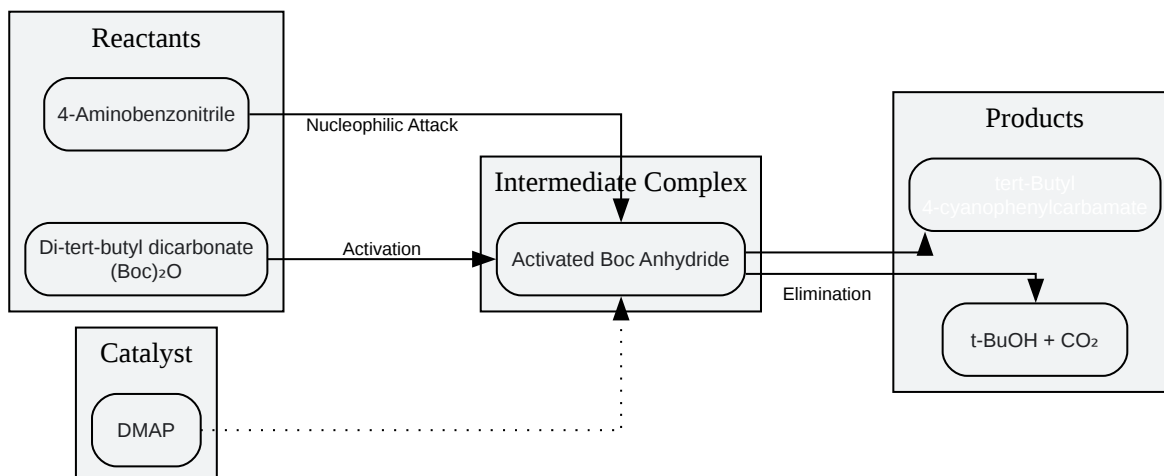 Reactants
4-Aminobenzonitrile
Nucleophilic Attack
Di-tert-butyl dicarbonate
(Boc)₂O
Activation
Catalyst
DMAP
Intermediate Complex
Activated Boc Anhydride
Elimination
Products
tert-Butyl
4-cyanophenylcarbamate
t-BuOH + CO₂